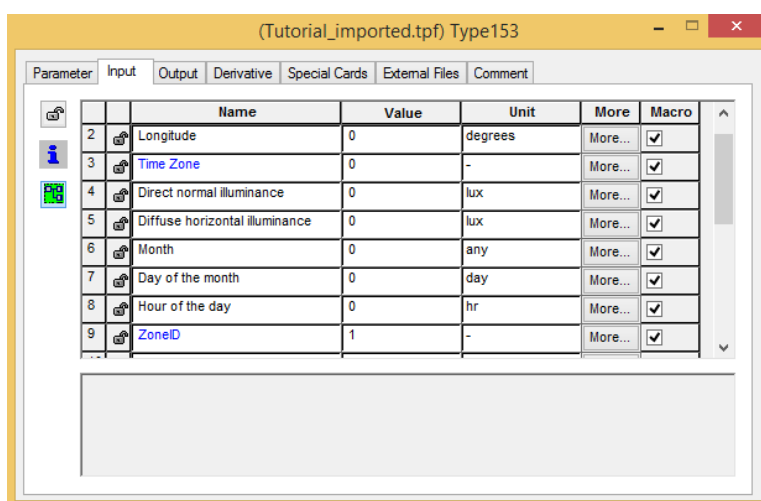 (Tutorial_imported.tpf) Type153
Parameter Input Output Derivative Special Cards External Files Comment
Name Value Unit More Macro
2 Longitude 0 degrees More...
3 Time Zone 0 - More...
4 Direct normal illuminance 0 lux More...
5 Diffuse horizontal illuminance 0 lux More...
6 Month 0 any More...
7 Day of the month 0 day More...
8 Hour of the day 0 hr More...
9 ZoneID 1 - More...